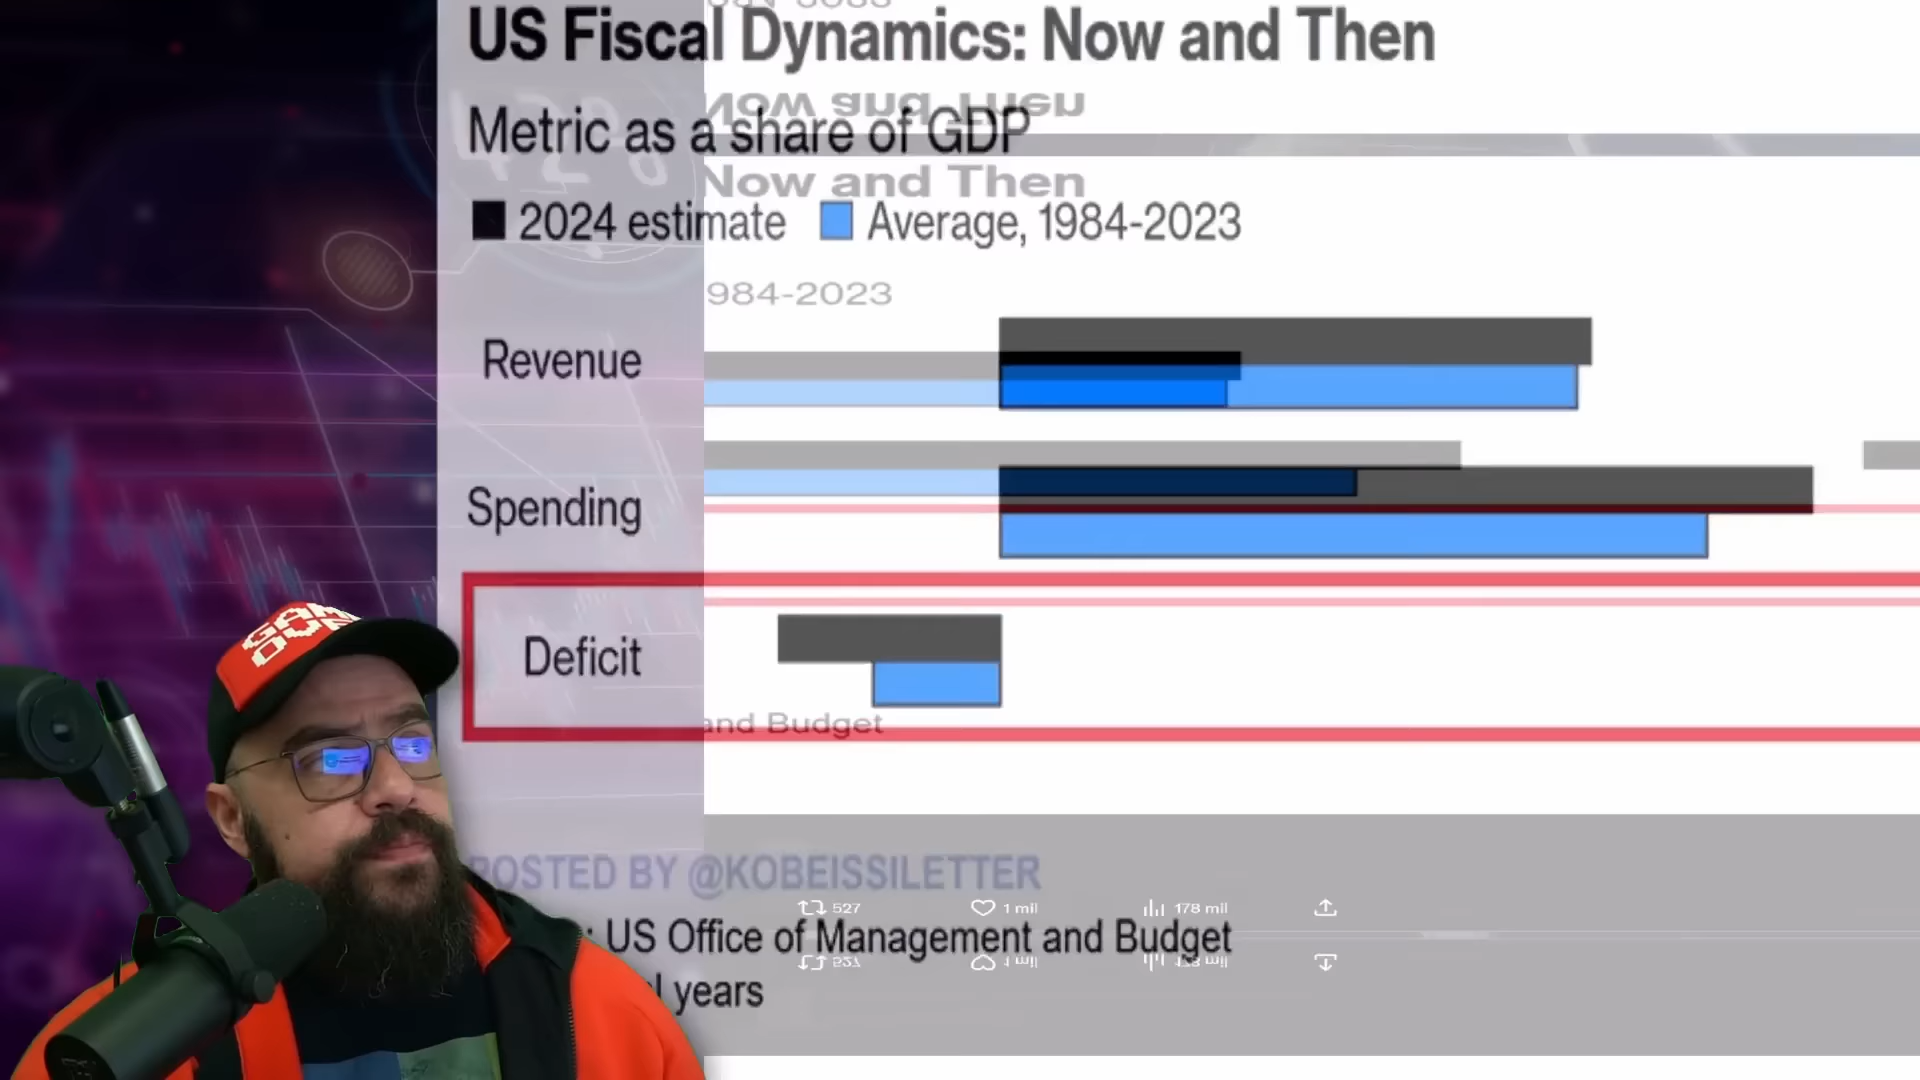 US Fiscal Dynamics: Now and Then
Metric as a share of GDP
Now and Then
2024 estimate
Average, 1984-2023
984-2023
Revenue
Spending
Deficit
and Budget
POSTED BY @KOBEISSILETTER
527
1 mil
178 mil
: US Office of Management and Budget
l years
GAME
OVER